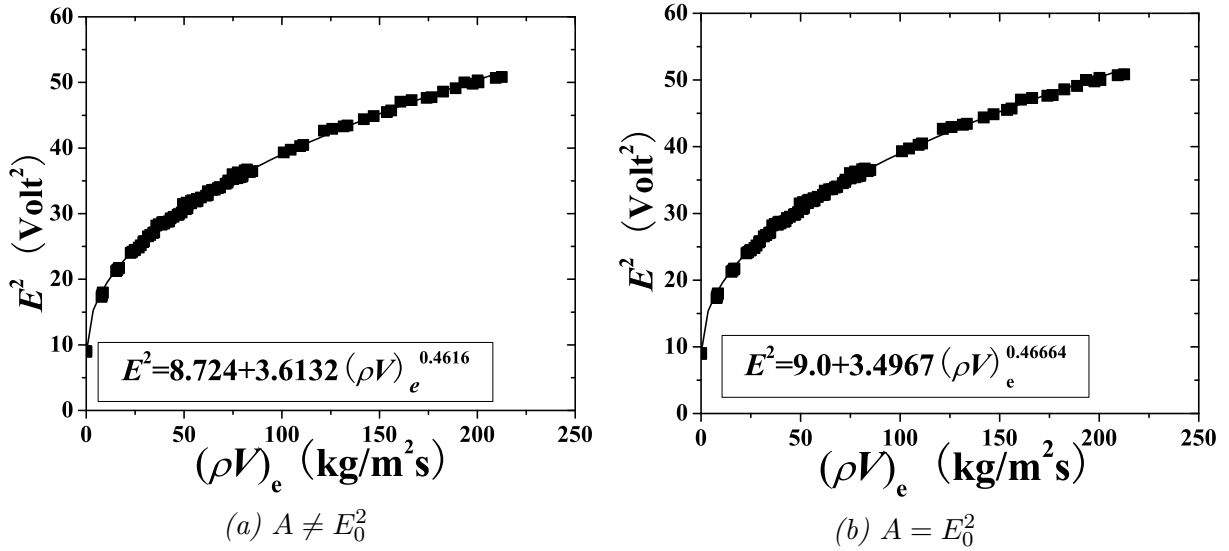 60
50
40
30
20
10
0
E² (Volt²)
E²=8.724+3.6132(ρV)ₑ^0.4616
0 50 100 150 200 250
(ρV)ₑ (kg/m²s)
(a) A ≠ E₀²
60
50
40
30
20
10
0
E² (Volt²)
E²=9.0+3.4967(ρV)ₑ^0.46664
0 50 100 150 200 250
(ρV)ₑ (kg/m²s)
(b) A = E₀²